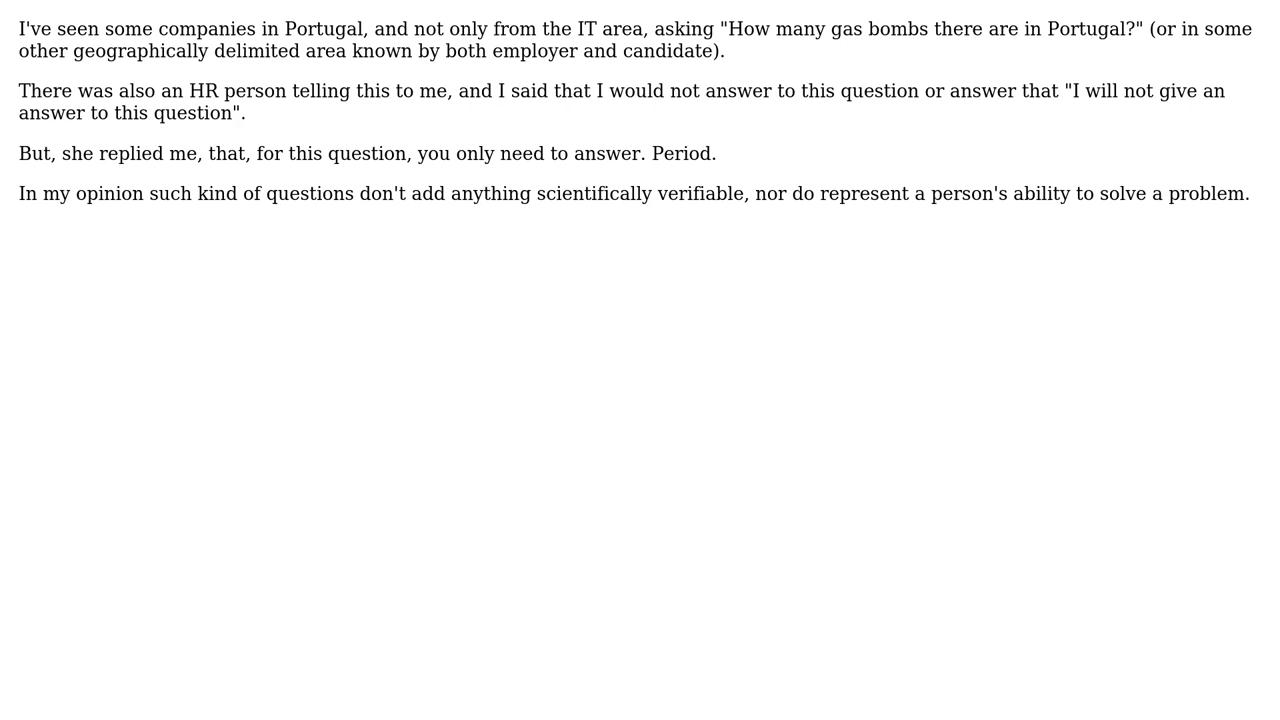 I've seen some companies in Portugal, and not only from the IT area, asking "How many gas bombs there are in Portugal?" (or in some
other geographically delimited area known by both employer and candidate).
There was also an HR person telling this to me, and I said that I would not answer to this question or answer that "I will not give an
answer to this question".
But, she replied me, that, for this question, you only need to answer. Period.
In my opinion such kind of questions don't add anything scientifically verifiable, nor do represent a person's ability to solve a problem.